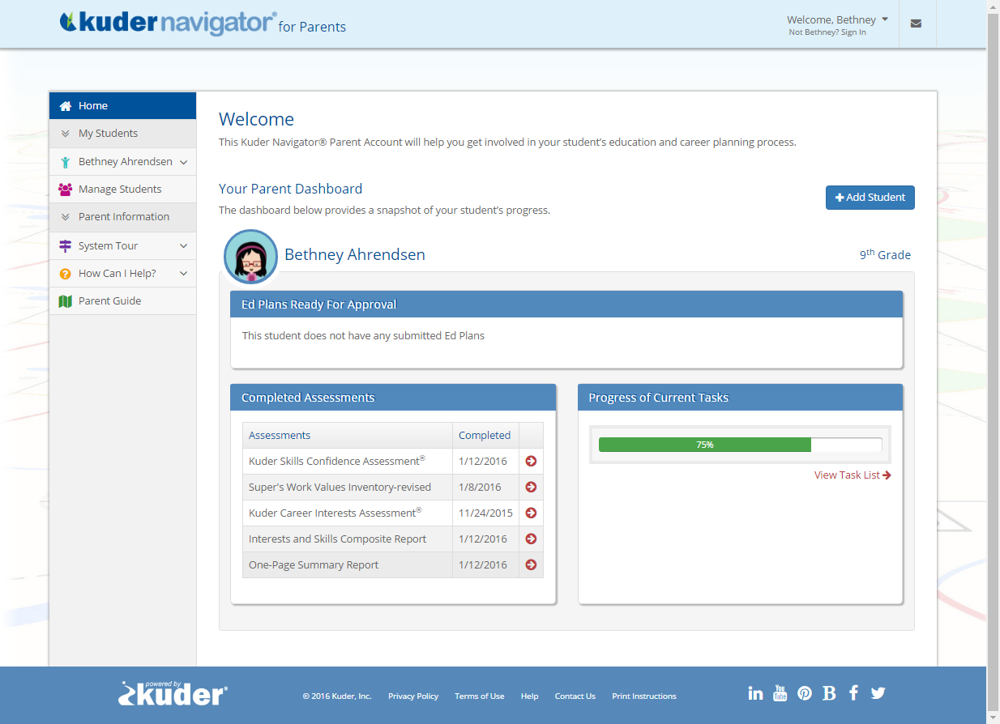 kuder navigator® for Parents
Welcome, Bethney
Not Bethney? Sign In
Home
My Students
Bethney Ahrendsen
Manage Students
Parent Information
System Tour
How Can I Help?
Parent Guide
Welcome
This Kuder Navigator® Parent Account will help you get involved in your student's education and career planning process.
Your Parent Dashboard
Add Student
The dashboard below provides a snapshot of your student's progress.
Bethney Ahrendsen
9th Grade
Ed Plans Ready For Approval
This student does not have any submitted Ed Plans
Completed Assessments
Assessments Completed
Kuder Skills Confidence Assessment® 1/12/2016
Super's Work Values Inventory-revised 1/8/2016
Kuder Career Interests Assessment® 11/24/2015
Interests and Skills Composite Report 1/12/2016
One-Page Summary Report 1/12/2016
Progress of Current Tasks
75%
View Task List
powered by
kuder®
© 2016 Kuder, Inc. Privacy Policy Terms of Use Help Contact Us Print Instructions
in You Tube B f